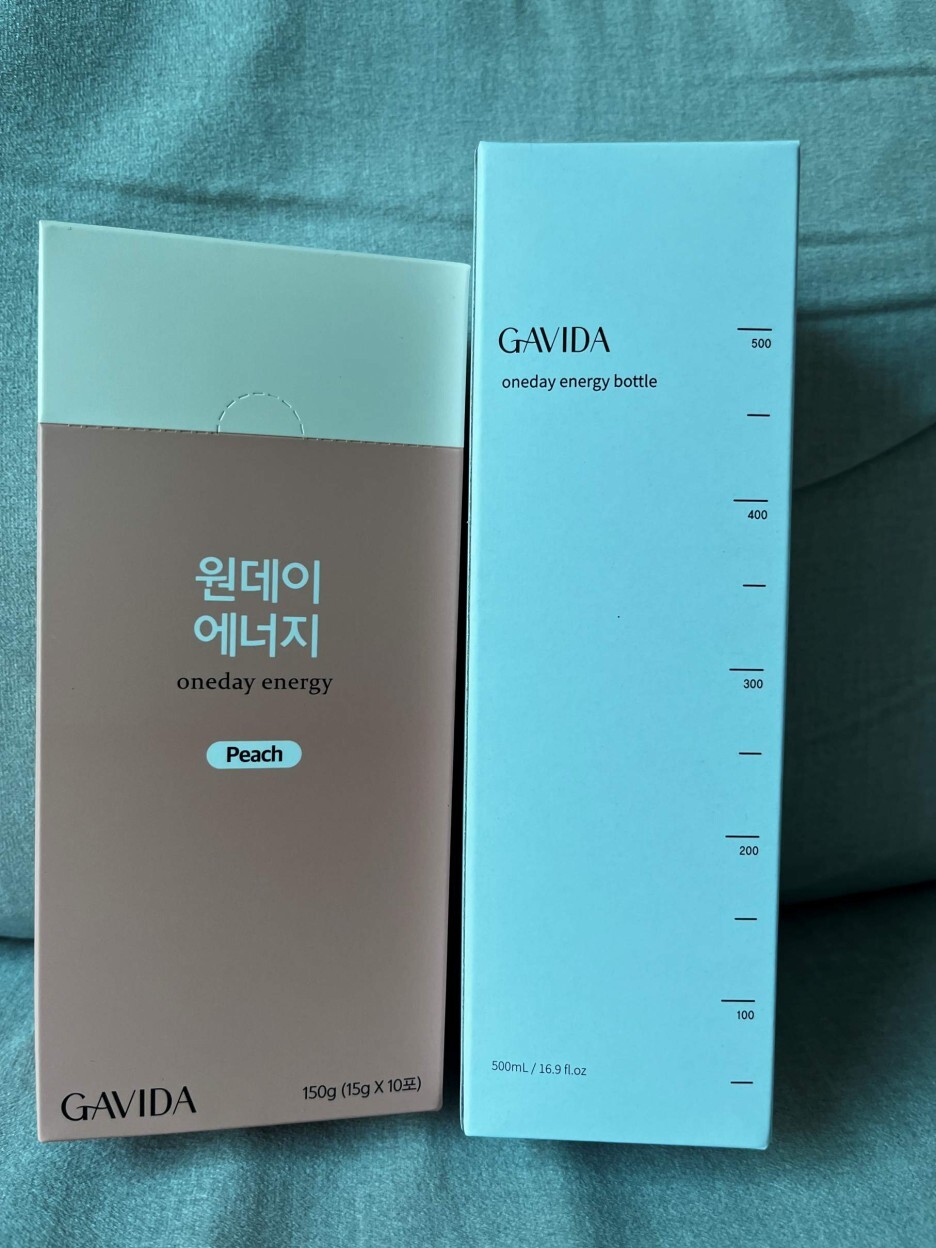 원데이
에너지
oneday energy
Peach
GAVIDA
150g (15g X 10포)
GAVIDA
oneday energy bottle
500
400
300
200
100
500mL / 16.9 fl.oz